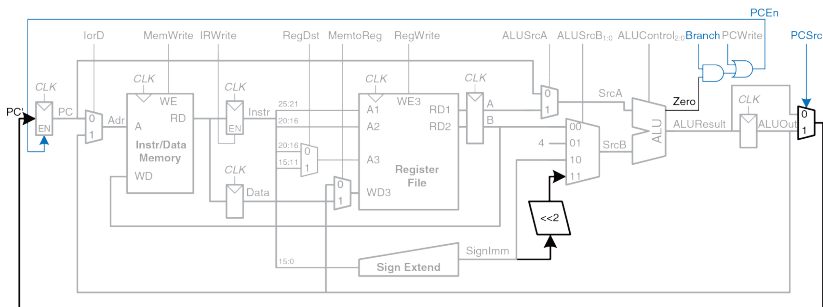 PCEn
IorD MemWrite IRWrite RegDst MemtoReg RegWrite ALUSrcA ALUSrcB1:0 ALUControl2:0 Branch PCWrite PCSrc
CLK CLK CLK CLK CLK CLK
PC' PC 0 1 Adr A WE RD Instr/Data Memory WD
EN
EN Instr
Data
25:21
20:16
20:16
15:11
15:0
0 1
0 1
A1 A2 A3 WD3 WE3 RD1 RD2 Register File
A
B
0 1
SrcA
4
00 01 10 11
SrcB
ALU
Zero
ALUResult
CLK
ALUOut
0 1
<<2
SignImm
Sign Extend